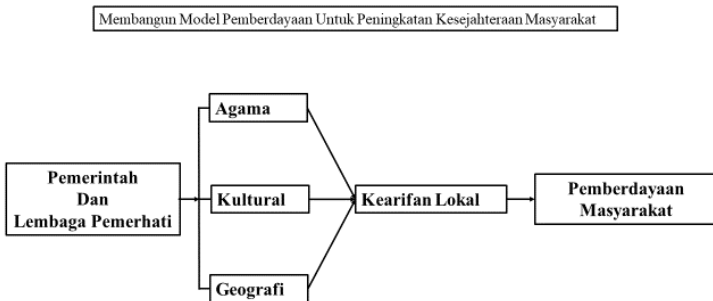 Membangun Model Pemberdayaan Untuk Peningkatan Kesejahteraan Masyarakat
Agama
Pemerintah
Dan
Lembaga Pemerhati
Kultural
Kearifan Lokal
Pemberdayaan
Masyarakat
Geografi